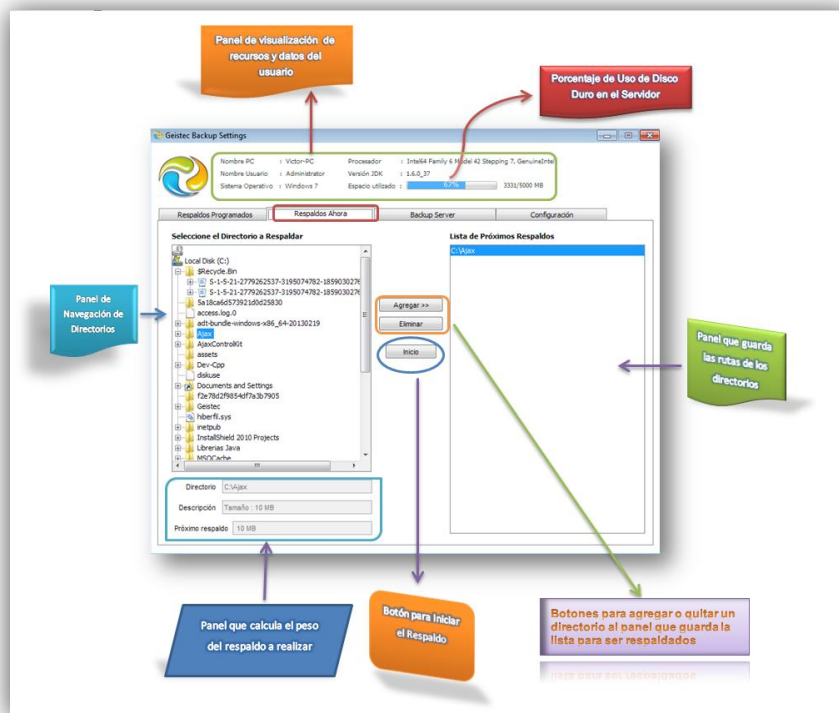 Panel de visualización de
recursos y datos del
usuario
Porcentaje de Uso de Disco
Duro en el Servidor
Geistec Backup Settings
Nombre PC : Victor-PC Procesador : Intel64 Family 6 Model 42 Stepping 7, GenuineIntel
Nombre Usuario : Administrator Versión JDK : 1.6.0_37
Sistema Operativo : Windows 7 Espacio utilizado : 67% 3331/5000 MB
Respaldos Programados Respaldos Ahora Backup Server Configuración
Seleccione el Directorio a Respaldar
Lista de Próximos Respaldos
Local Disk (C:)
$Recycle.Bin
S-1-5-21-2779262537-3195074782-1859030276
S-1-5-21-2779262537-3195074782-1859030276
5a18ca6d573921d0d25830
access.log.0
adt-bundle-windows-x86_64-20130219
Ajax
AjaxControlKit
assets
Dev-Cpp
diskuse
Documents and Settings
f2e78d2f9854df7a3b7905
Geistec
hiberfil.sys
inetpub
InstallShield 2010 Projects
Librerias Java
MSOCache
C:\Ajax
Agregar >>
Eliminar
Inicio
Panel de
Navegación de
Directorios
Panel que guarda
las rutas de los
directorios
Directorio C:\Ajax
Descripción Tamaño : 10 MB
Próximo respaldo 10 MB
Panel que calcula el peso
del respaldo a realizar
Botón para Iniciar
el Respaldo
Botones para agregar o quitar un
directorio al panel que guarda la
lista para ser respaldados